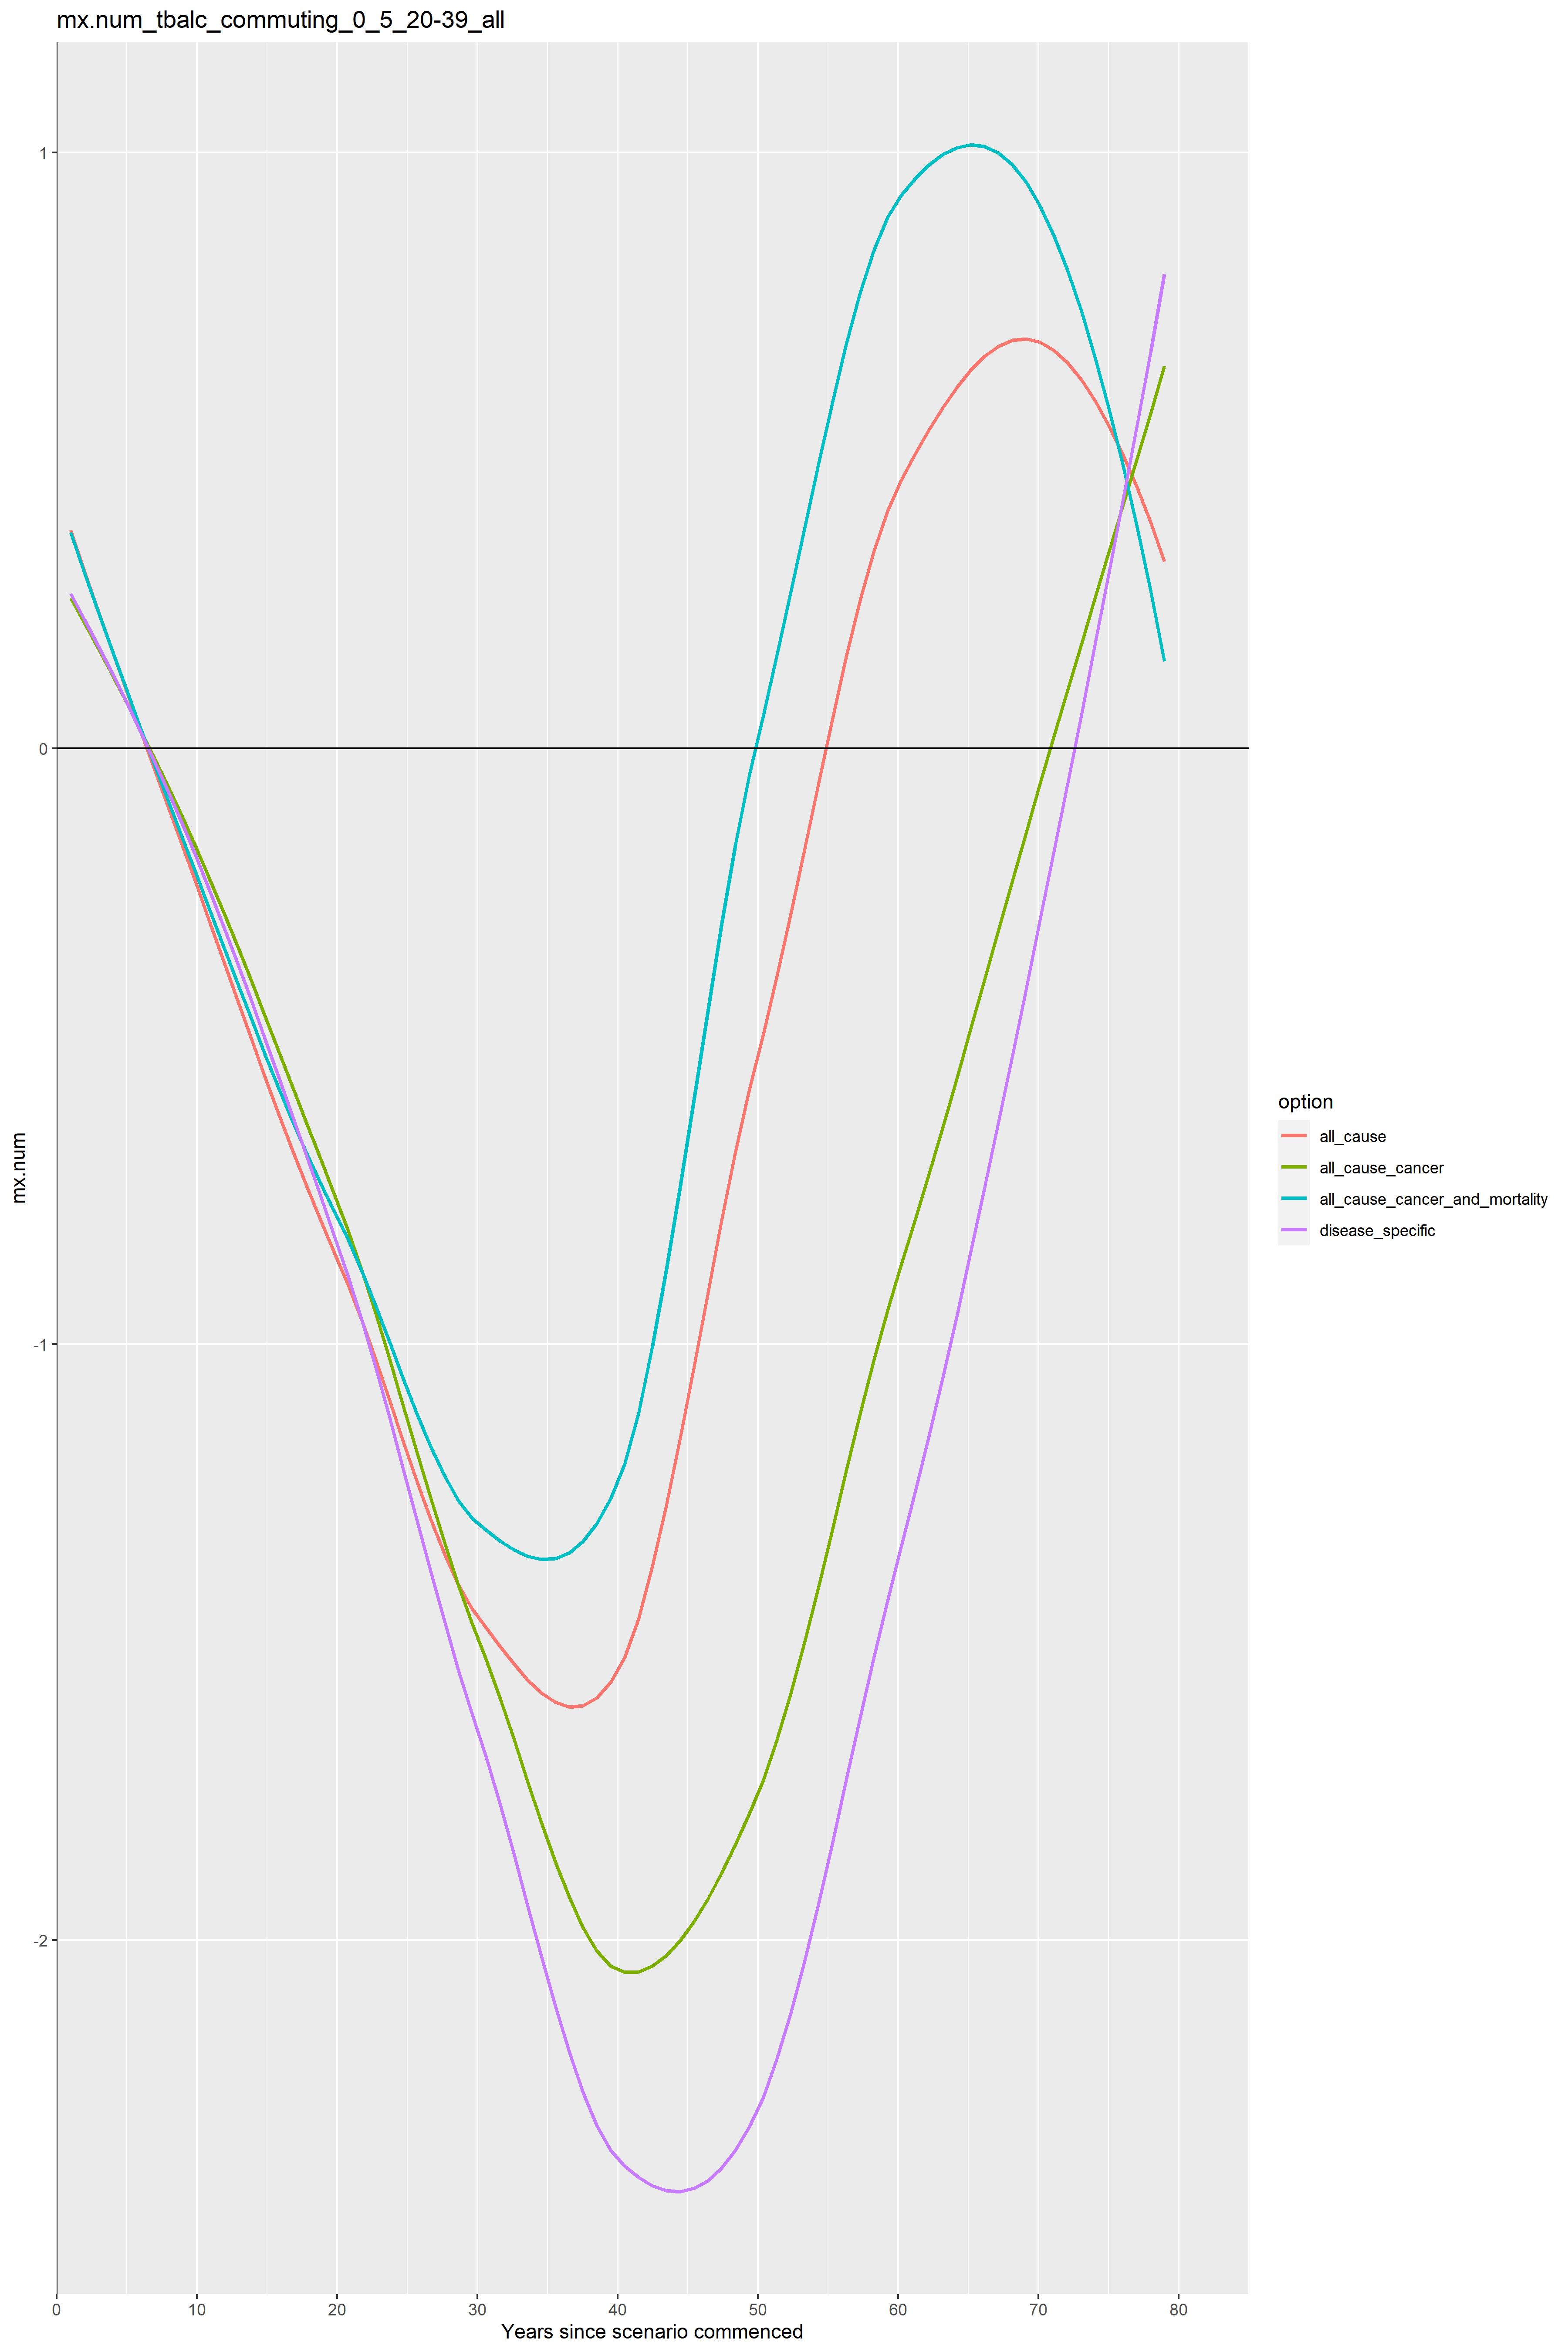 mx.num_tbalc_commuting_0_5_20-39_all
1
0
-1
-2
mx.num
0 10 20 30 40 50 60 70 80
Years since scenario commenced
option
all_cause
all_cause_cancer
all_cause_cancer_and_mortality
disease_specific